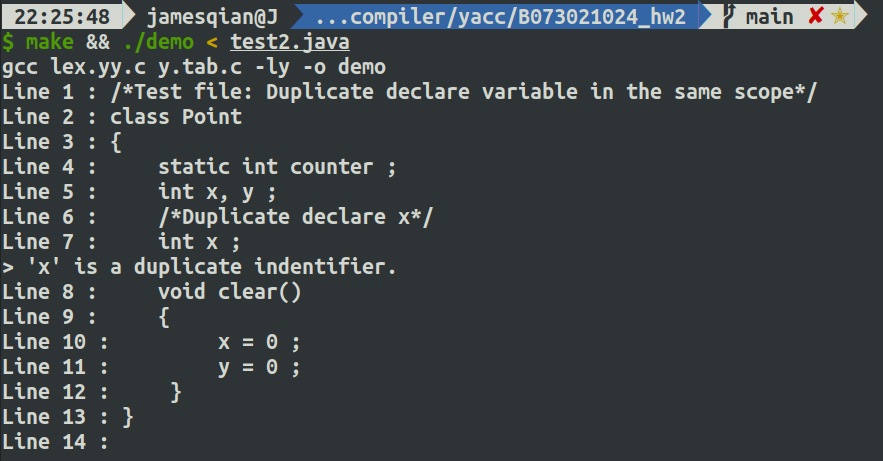 22:25:48 jamesqian@J ...compiler/yacc/B073021024_hw2 main ✘ ★
$ make && ./demo < test2.java
gcc lex.yy.c y.tab.c -ly -o demo
Line 1 : /*Test file: Duplicate declare variable in the same scope*/
Line 2 : class Point
Line 3 : {
Line 4 :     static int counter ;
Line 5 :     int x, y ;
Line 6 :     /*Duplicate declare x*/
Line 7 :     int x ;
> 'x' is a duplicate indentifier.
Line 8 :     void clear()
Line 9 :     {
Line 10 :         x = 0 ;
Line 11 :         y = 0 ;
Line 12 :     }
Line 13 : }
Line 14 :